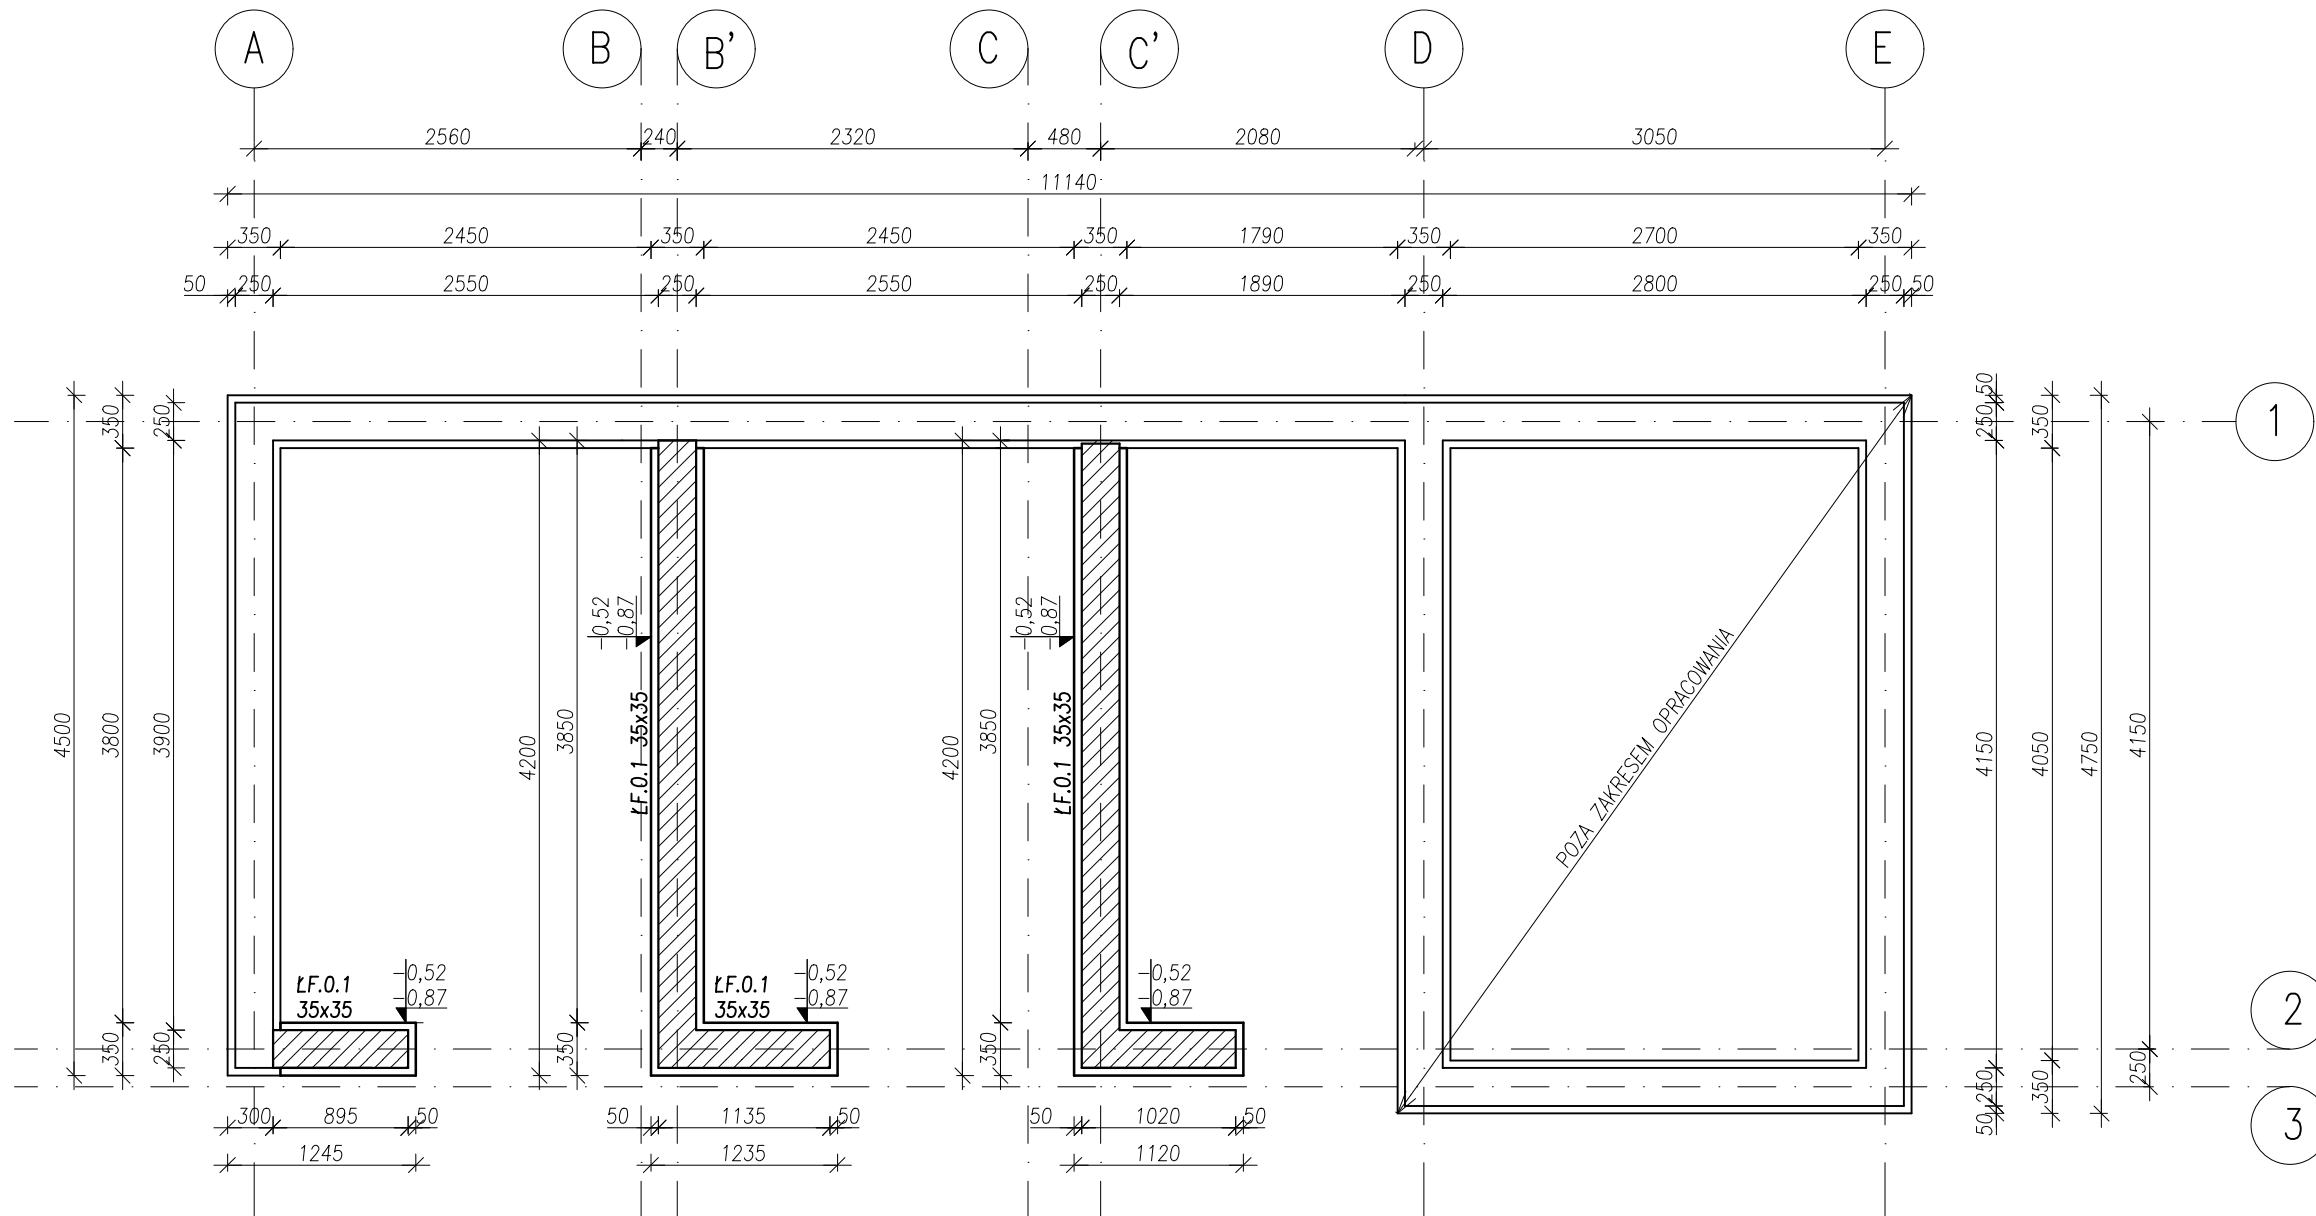 A B B' C C' D E
2560 240 2320 480 2080 3050
11140
350 2450 350 2450 350 1790 350 2700 350
50 250 2550 250 2550 250 1890 250 2800 250 50
4500
350 3800 350
250 3900 250
4200
3850 350
-0,52
-0,87
ŁF.0.1 35x35
4200
3850 350
-0,52
-0,87
ŁF.0.1 35x35
POZA ZAKRESEM OPRACOWANIA
50 250 4150 250 50
350 4050 350
4750
4150 250
1
2
3
ŁF.0.1
35x35
-0,52
-0,87
ŁF.0.1
35x35
-0,52
-0,87
-0,52
-0,87
300 895 50 50 1135 50 50 1020 50
1245 1235 1120